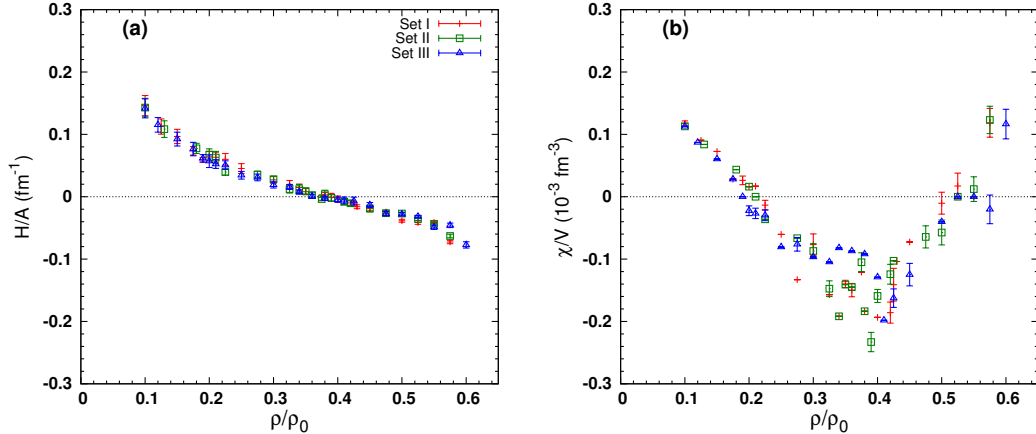 (a)
Set I
Set II
Set III
0.3
0.2
0.1
0
-0.1
-0.2
-0.3
H/A (fm⁻¹)
0 0.1 0.2 0.3 0.4 0.5 0.6
ρ/ρ₀
(b)
0.3
0.2
0.1
0
-0.1
-0.2
-0.3
χ/V (10⁻³ fm⁻³)
0 0.1 0.2 0.3 0.4 0.5 0.6
ρ/ρ₀